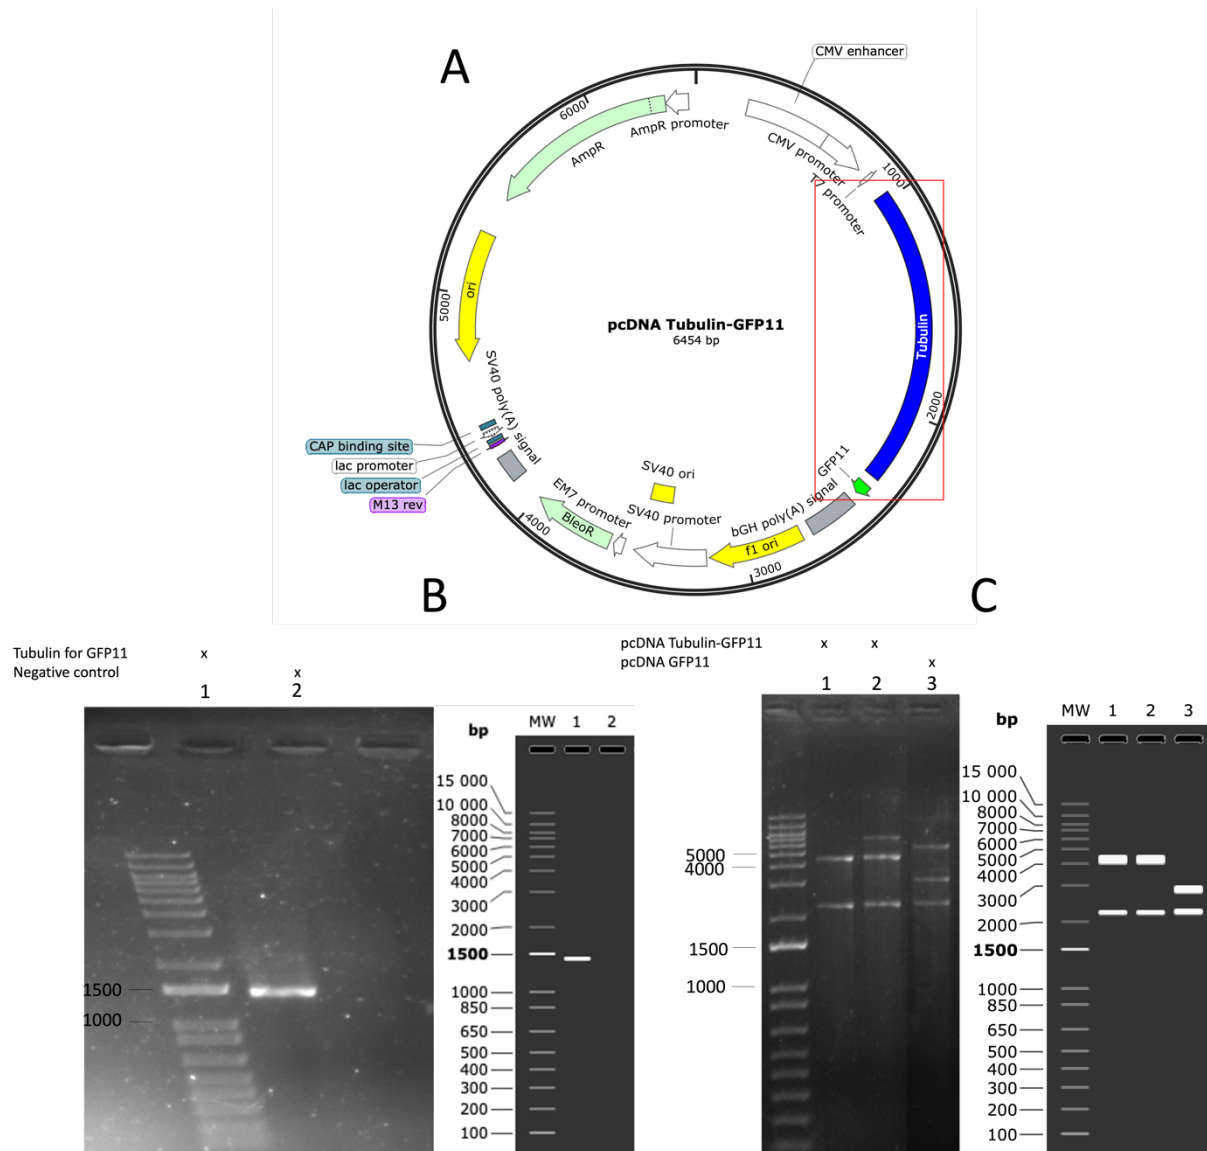 A
CMV enhancer
6000
AmpR promoter
AmpR
CMV promoter
T7 promoter
1000
ori
5000
pcDNA Tubulin-GFP11
6454 bp
Tubulin
2000
SV40 poly(A) signal
CAP binding site
lac promoter
lac operator
M13 rev
SV40 ori
GFP11
EM7 promoter
SV40 promoter
bGH poly(A) signal
4000
BleoR
f1 ori
3000
B
C
Tubulin for GFP11 x
Negative control x
1 2
1500
1000
bp MW 1 2
15 000
10 000
8000
7000
6000
5000
4000
3000
2000
1500
1000
850
650
500
400
300
200
100
pcDNA Tubulin-GFP11 x x
pcDNA GFP11 x
1 2 3
5000
4000
1500
1000
bp MW 1 2 3
15 000
10 000
8000
7000
6000
5000
4000
3000
2000
1500
1000
850
650
500
400
300
200
100